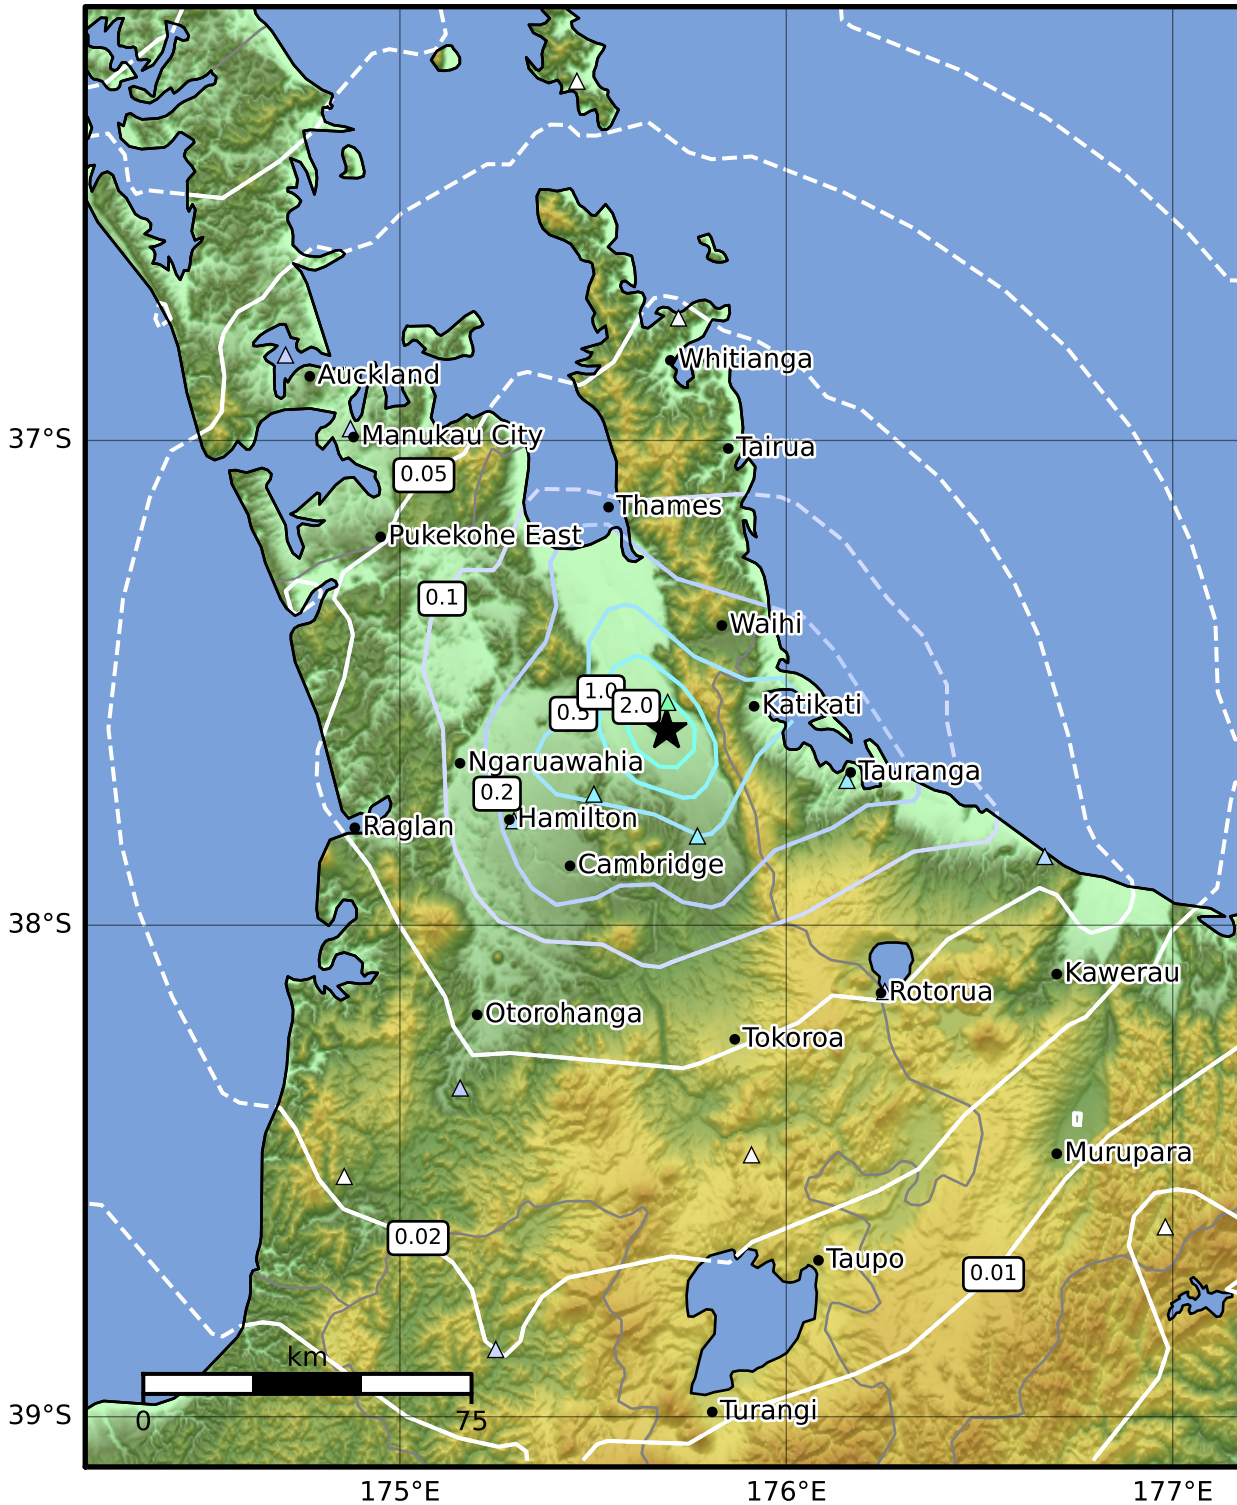 Whitianga
Auckland
Manukau City
37°S
Tairua
0.05
Thames
Pukekohe East
0.1
Waihi
1.0
2.0
0.5
Katikati
Ngaruawahia
Tauranga
0.2
Hamilton
Raglan
Cambridge
38°S
Kawerau
Rotorua
Otorohanga
Tokoroa
Murupara
0.02
Taupo
0.01
km
0
75
39°S
Turangi
175°E
176°E
177°E